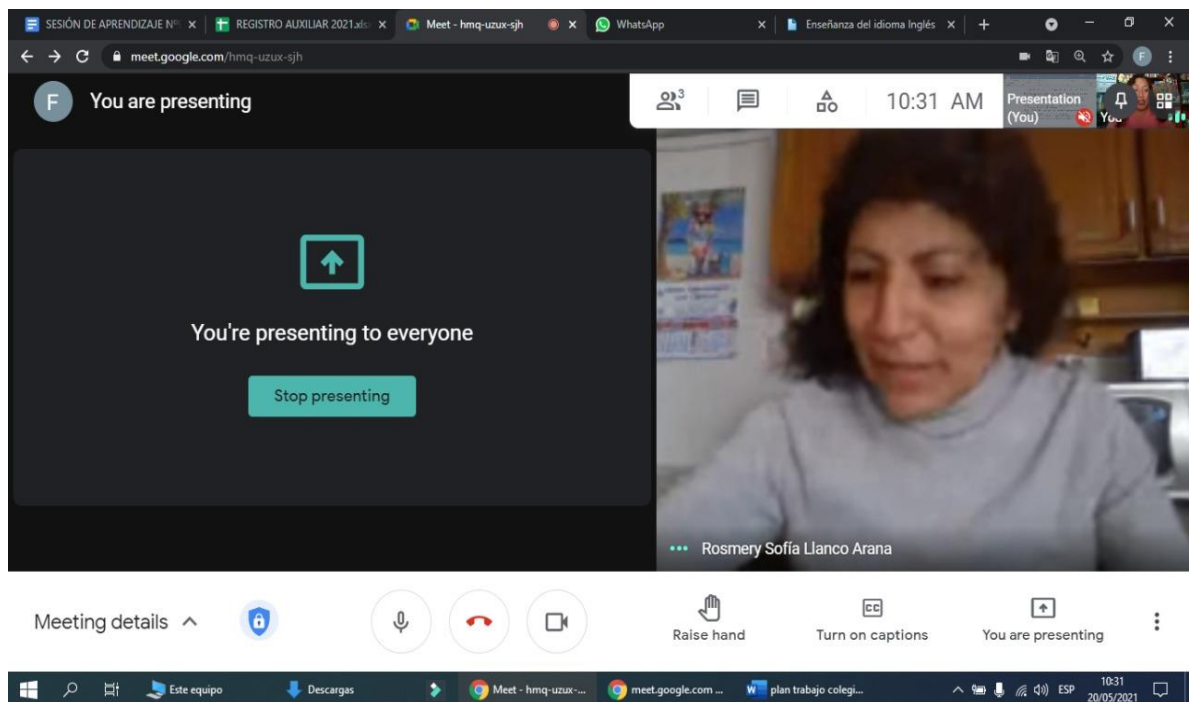 SESIÓN DE APRENDIZAJE Nº
REGISTRO AUXILIAR 2021.xls
Meet - hmq-uzux-sjh
WhatsApp
Enseñanza del idioma Inglés
meet.google.com/hmq-uzux-sjh
F
F
You are presenting
3
10:31 AM
Presentation
(You)
You
You're presenting to everyone
Stop presenting
Rosmery Sofía Llanco Arana
Meeting details
Raise hand
CC
Turn on captions
You are presenting
Este equipo
Descargas
Meet - hmq-uzux-...
meet.google.com ...
plan trabajo colegi...
ESP
10:31
20/05/2021